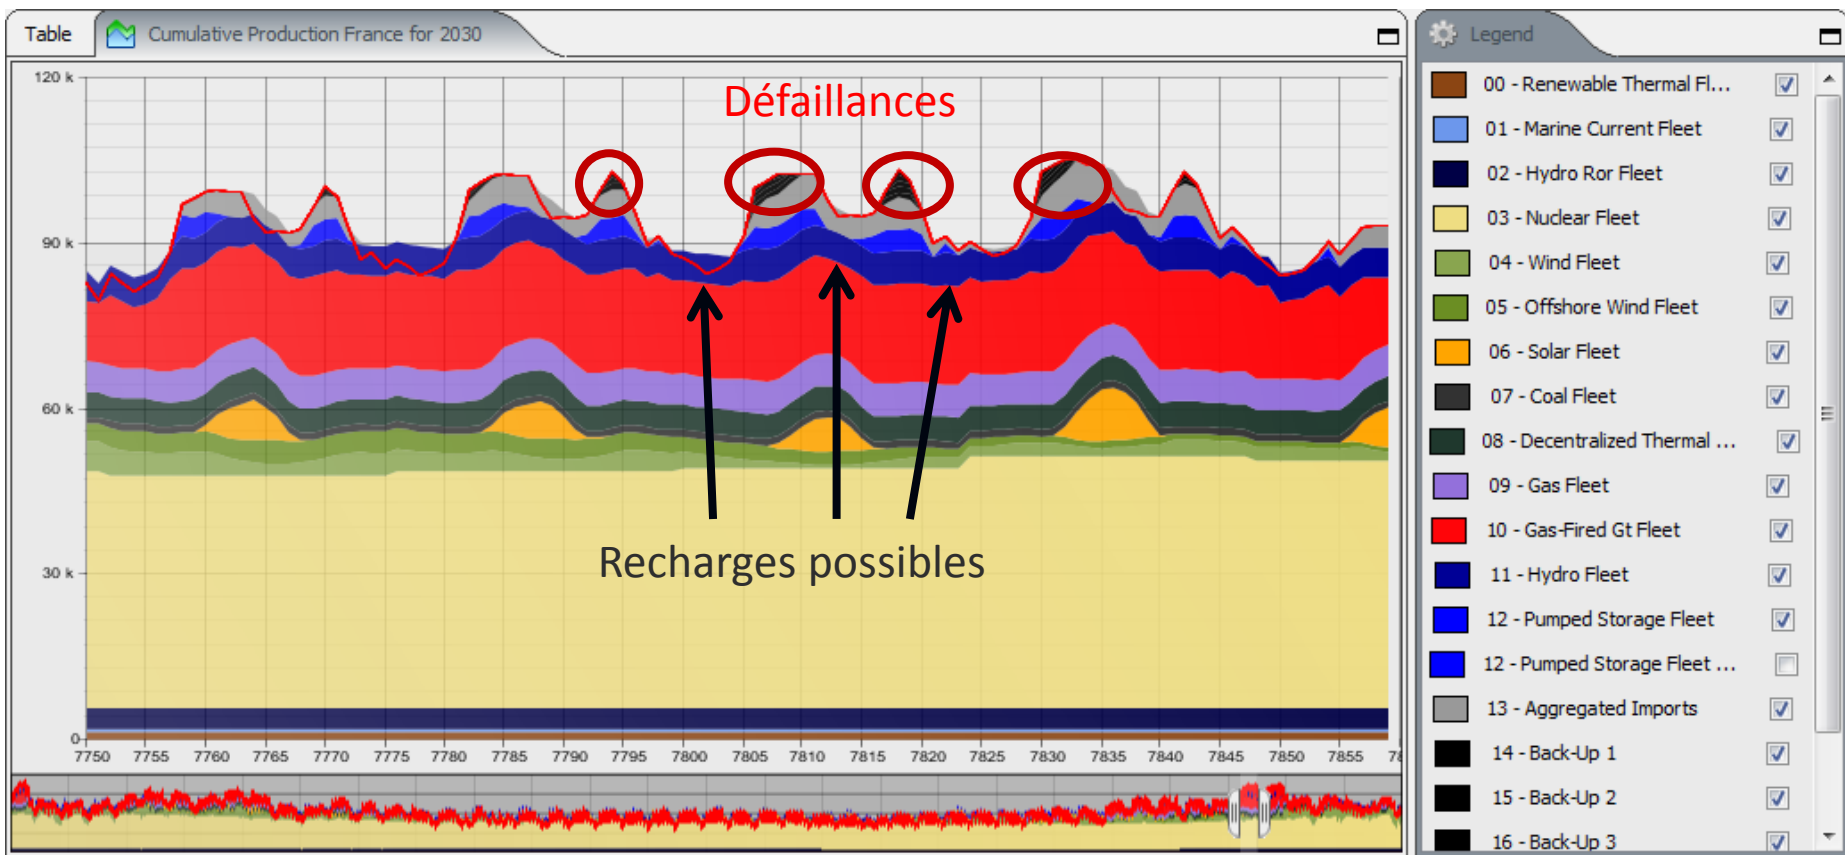 Table
Cumulative Production France for 2030
Legend
120 k
90 k
60 k
30 k
0
Défaillances
Recharges possibles
7750 7755 7760 7765 7770 7775 7780 7785 7790 7795 7800 7805 7810 7815 7820 7825 7830 7835 7840 7845 7850 7855 78
00 - Renewable Thermal Fl...
01 - Marine Current Fleet
02 - Hydro Ror Fleet
03 - Nuclear Fleet
04 - Wind Fleet
05 - Offshore Wind Fleet
06 - Solar Fleet
07 - Coal Fleet
08 - Decentralized Thermal ...
09 - Gas Fleet
10 - Gas-Fired Gt Fleet
11 - Hydro Fleet
12 - Pumped Storage Fleet
12 - Pumped Storage Fleet ...
13 - Aggregated Imports
14 - Back-Up 1
15 - Back-Up 2
16 - Back-Up 3